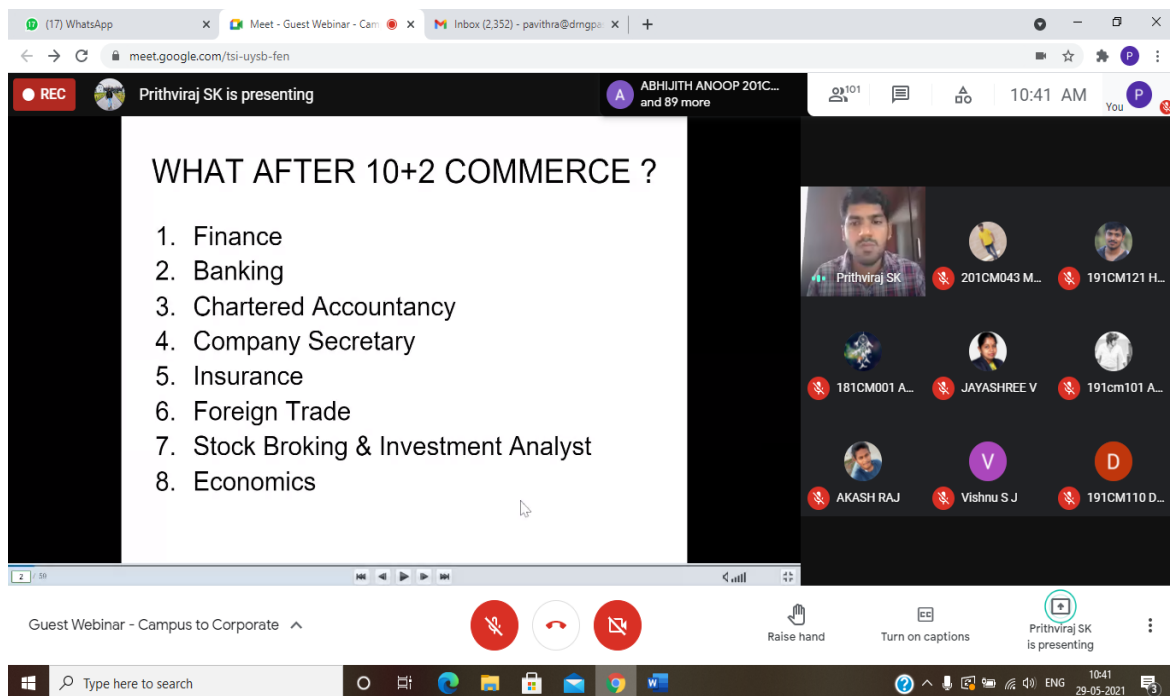 (17) WhatsApp
Meet - Guest Webinar - Cam
Inbox (2,352) - pavithra@drngpa
meet.google.com/tsi-uysb-fen
P
REC
Prithviraj SK is presenting
A
ABHIJITH ANOOP 201C...
and 89 more
101
10:41 AM
You
P
WHAT AFTER 10+2 COMMERCE ?
1. Finance
2. Banking
3. Chartered Accountancy
4. Company Secretary
5. Insurance
6. Foreign Trade
7. Stock Broking & Investment Analyst
8. Economics
Prithviraj SK
201CM043 M...
191CM121 H...
181CM001 A...
JAYASHREE V
191cm101 A...
V
D
AKASH RAJ
Vishnu S J
191CM110 D...
2 / 59
Guest Webinar - Campus to Corporate
Raise hand
CC
Turn on captions
Prithviraj SK
is presenting
Type here to search
W
ENG
10:41
29-05-2021
3